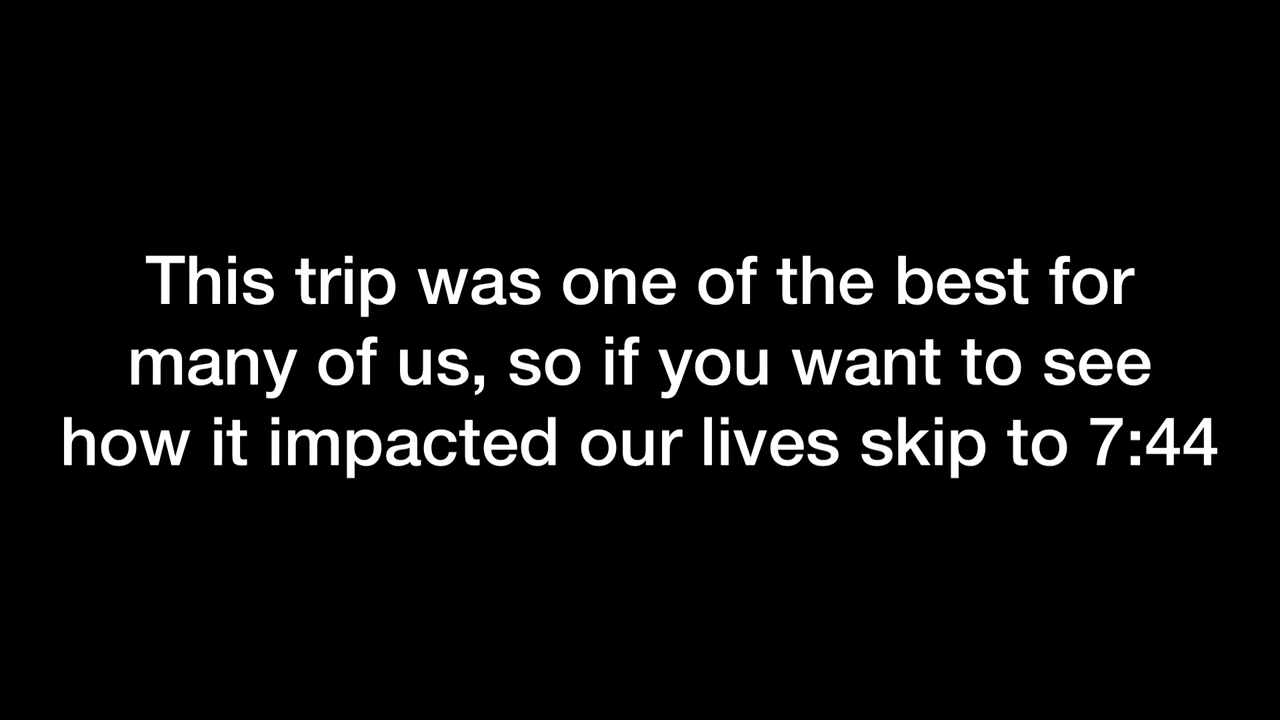 This trip was one of the best for
many of us, so if you want to see
how it impacted our lives skip to 7:44